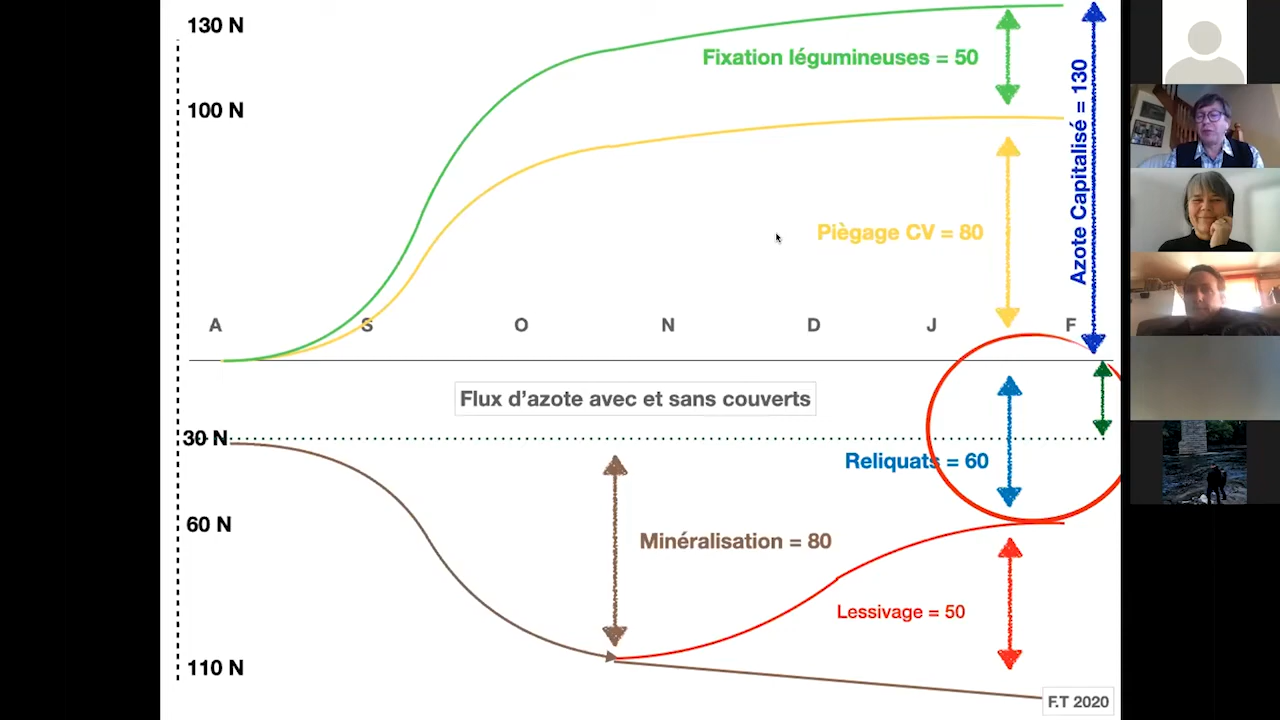 130 N
Fixation légumineuses = 50
100 N
Azote Capitalisé = 130
Piègage CV = 80
A S O N D J F
Flux d'azote avec et sans couverts
30 N
Reliquats = 60
60 N
Minéralisation = 80
Lessivage = 50
110 N
F.T 2020